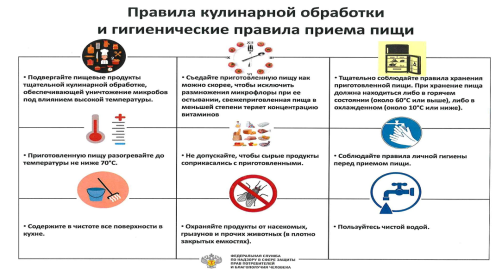 Правила кулинарной обработки
и гигиенические правила приема пищи
• Подвергайте пищевые продукты
тщательной кулинарной обработке,
обеспечивающей уничтожение микробов
под влиянием высокой температуры.
• Съедайте приготовленную пищу как
можно скорее, чтобы исключить
размножения микрофлоры при ее
остывании, свежеприготовленная пища в
меньшей степени теряет концентрацию
витаминов
• Тщательно соблюдайте правила хранения
приготовленной пищи. При хранение пища
должна находиться либо в горячем
состоянии (около 60°С или выше), либо в
охлажденном (около 10°С или ниже).
• Приготовленную пищу разогревайте до
температуры не ниже 70°С.
• Не допускайте, чтобы сырые продукты
соприкасались с приготовленными.
• Соблюдайте правила личной гигиены
перед приемом пищи.
• Содержите в чистоте все поверхности в
кухне.
• Охраняйте продукты от насекомых,
грызунов и прочих животных (в плотно
закрытых емкостях).
• Пользуйтесь чистой водой.
ФЕДЕРАЛЬНАЯ СЛУЖБА
ПО НАДЗОРУ В СФЕРЕ ЗАЩИТЫ
ПРАВ ПОТРЕБИТЕЛЕЙ
И БЛАГОПОЛУЧИЯ ЧЕЛОВЕКА